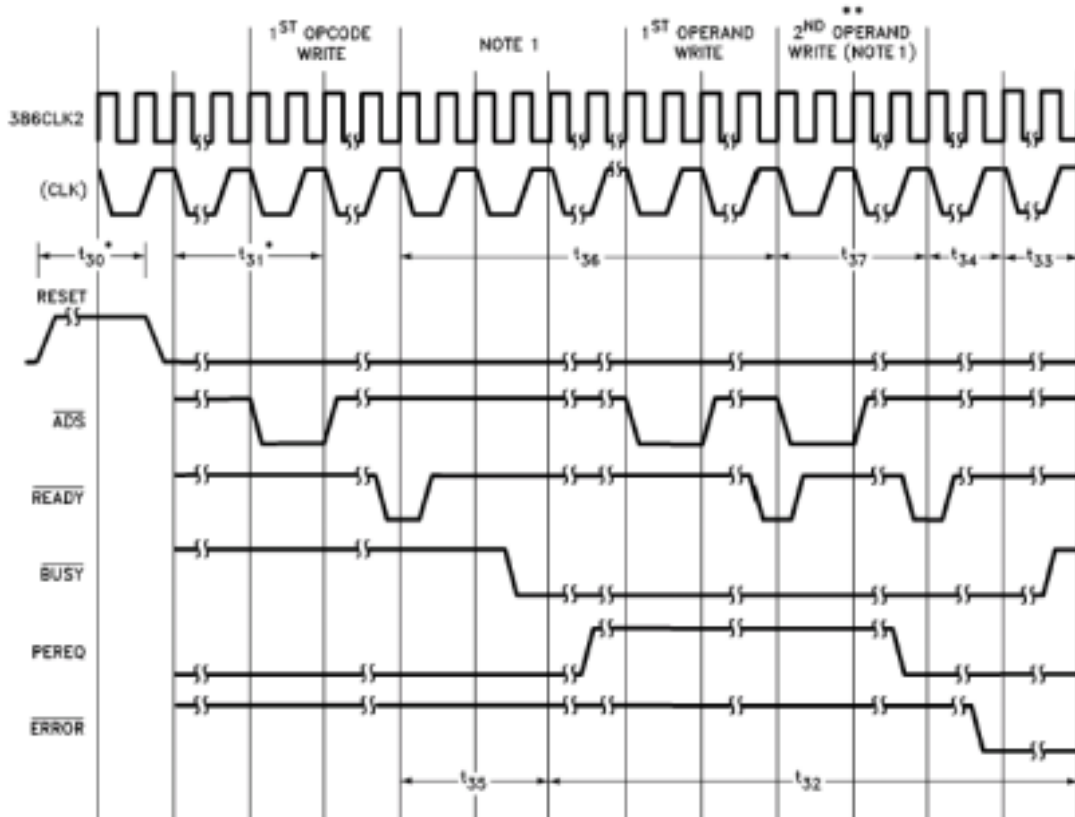 1ST OPCODE
WRITE
NOTE 1
1ST OPERAND
WRITE
**
2ND OPERAND
WRITE (NOTE 1)
386CLK2
(CLK)
t30*
t31*
t36
t37
t34
t33
RESET
ADS
READY
BUSY
PEREQ
ERROR
t35
t32